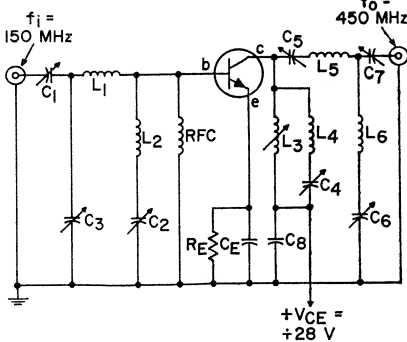 fi =
150 MHz
fo =
450 MHz
C1
L1
b
c
e
C5
L5
C7
L2
RFC
L3
L4
L6
C3
C2
C4
C6
RE
CE
C8
+VCE =
+28 V